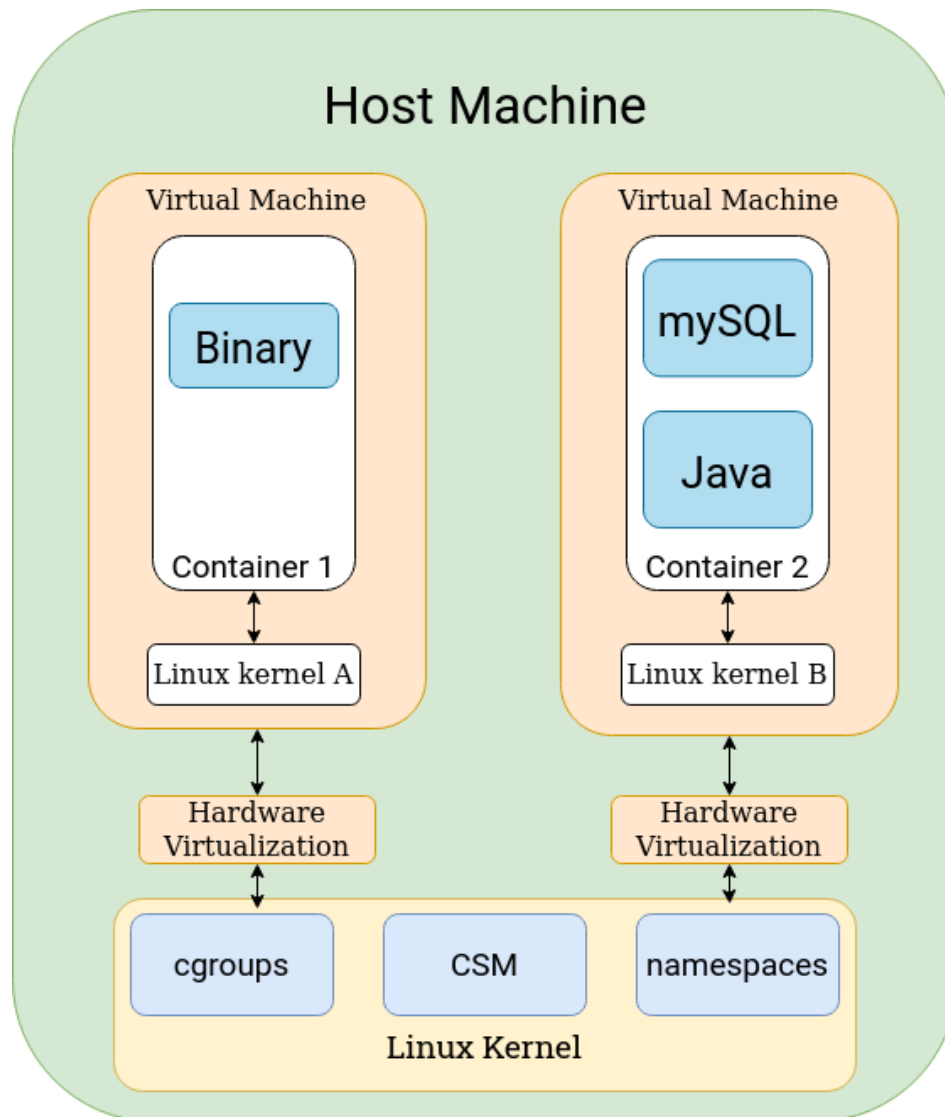 Host Machine
Virtual Machine
Binary
Container 1
Linux kernel A
Hardware
Virtualization
Virtual Machine
mySQL
Java
Container 2
Linux kernel B
Hardware
Virtualization
cgroups
CSM
namespaces
Linux Kernel